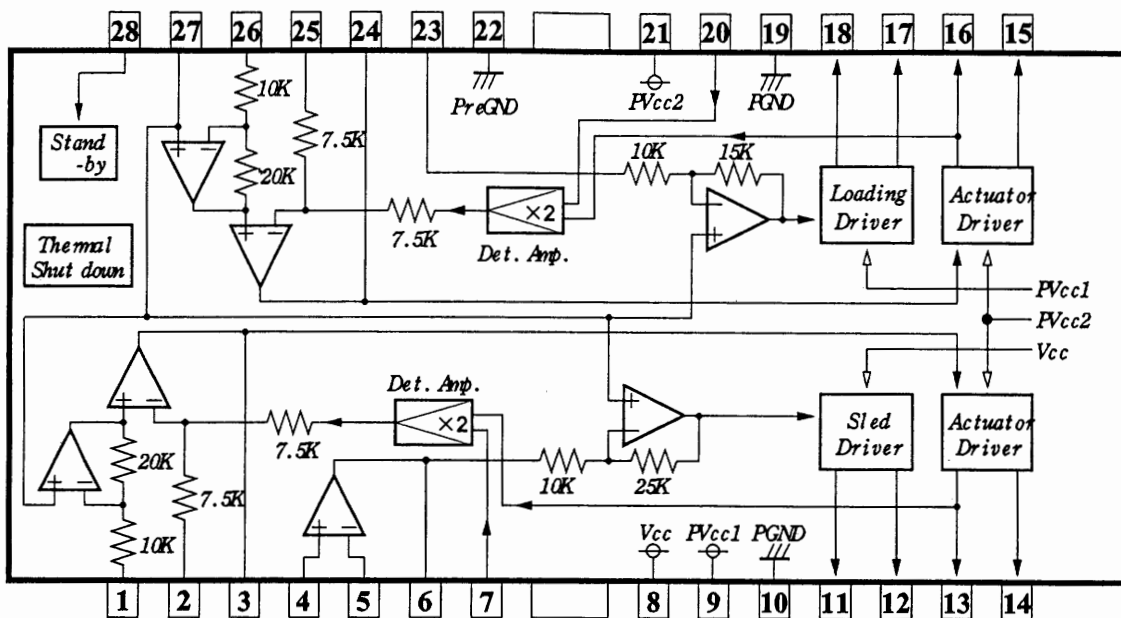 28 27 26 25 24 23 22 21 20 19 18 17 16 15
10K
PreGND
PVcc2
PGND
Stand
-by
+ −
7.5K
20K
10K
15K
×2
Loading
Driver
Actuator
Driver
+ −
7.5K
Det. Amp.
−
+
Thermal
Shut down
PVcc1
PVcc2
Vcc
Det. Amp.
+ −
×2
7.5K
+
−
Sled
Driver
Actuator
Driver
20K
+ −
7.5K
10K
25K
10K
+ −
Vcc
PVcc1
PGND
1 2 3 4 5 6 7 8 9 10 11 12 13 14